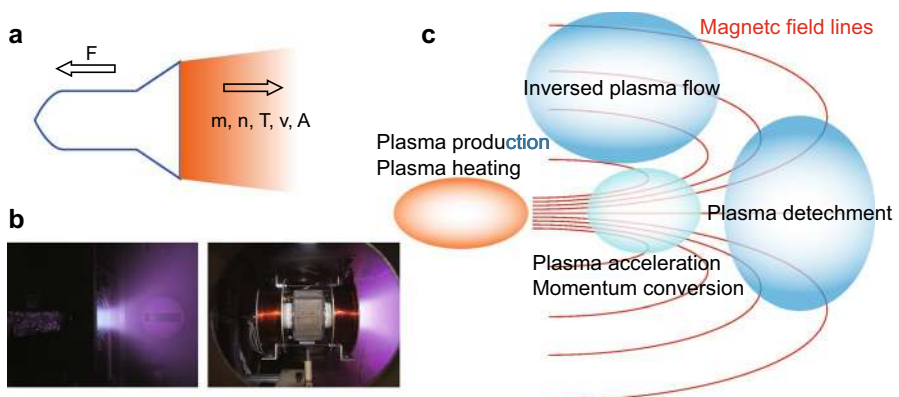 a
F
m, n, T, v, A
b
c
Magnetc field lines
Inversed plasma flow
Plasma production
Plasma heating
Plasma detechment
Plasma acceleration
Momentum conversion